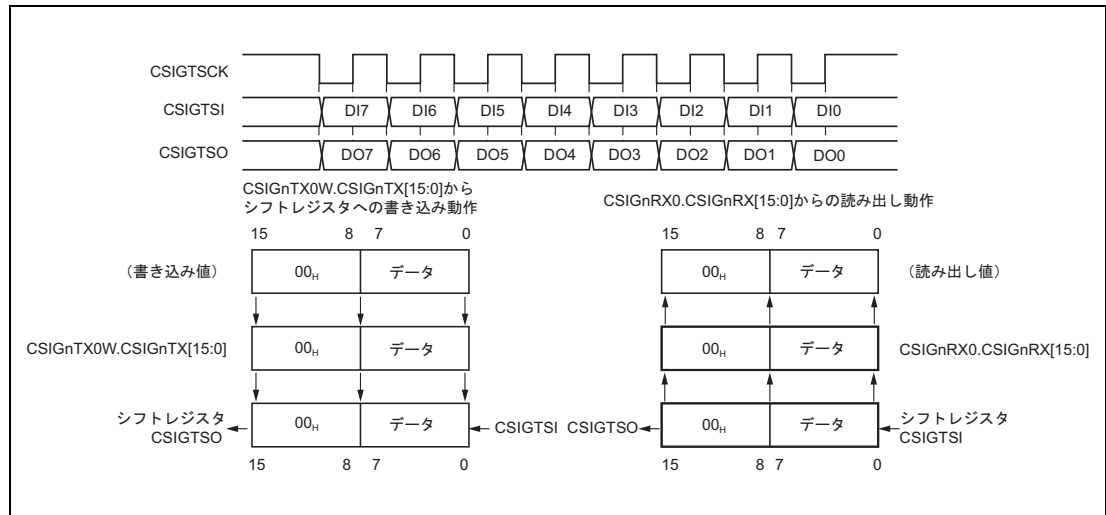 CSIGTSCK
CSIGTSI DI7 DI6 DI5 DI4 DI3 DI2 DI1 DI0
CSIGTSO DO7 DO6 DO5 DO4 DO3 DO2 DO1 DO0
CSIGnTX0W.CSIGnTX[15:0]から
シフトレジスタへの書き込み動作
CSIGnRX0.CSIGnRX[15:0]からの読み出し動作
15 8 7 0 15 8 7 0
(書き込み値) 00H データ 00H データ (読み出し値)
CSIGnTX0W.CSIGnTX[15:0] 00H データ 00H データ CSIGnRX0.CSIGnRX[15:0]
シフトレジスタ
CSIGTSO 00H データ CSIGTSI CSIGTSO 00H データ シフトレジスタ
CSIGTSI
15 8 7 0 15 8 7 0